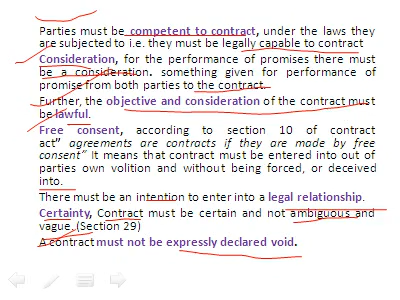 Parties must be competent to contract, under the laws they
are subjected to i.e. they must be legally capable to contract
Consideration, for the performance of promises there must
be a consideration. something given for performance of
promise from both parties to the contract.
Further, the objective and consideration of the contract must
be lawful.
Free consent, according to section 10 of contract
act” agreements are contracts if they are made by free
consent” It means that contract must be entered into out of
parties own volition and without being forced, or deceived
into.
There must be an intention to enter into a legal relationship.
Certainty, Contract must be certain and not ambiguous and
vague. (Section 29)
A contract must not be expressly declared void.